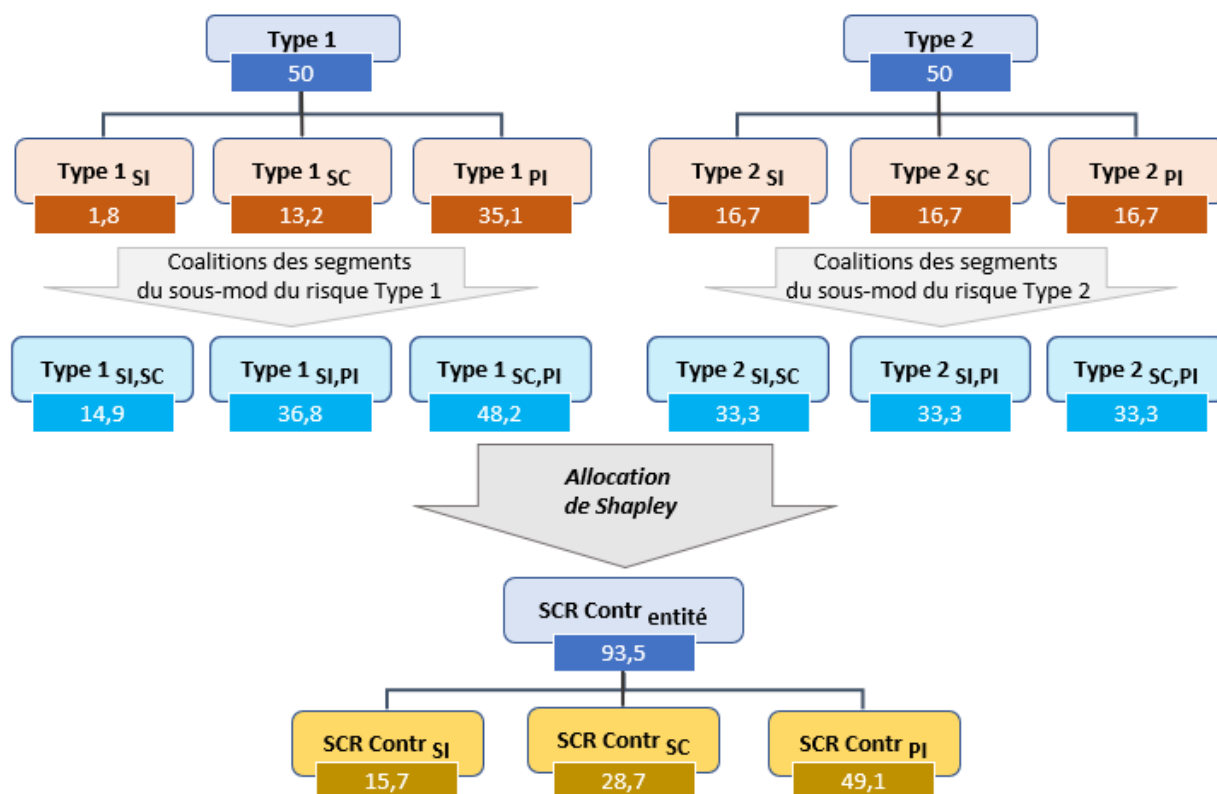 Type 1
50
Type 2
50
Type 1 SI
1,8
Type 1 SC
13,2
Type 1 PI
35,1
Type 2 SI
16,7
Type 2 SC
16,7
Type 2 PI
16,7
Coalitions des segments
du sous-mod du risque Type 1
Coalitions des segments
du sous-mod du risque Type 2
Type 1 SI,SC
14,9
Type 1 SI,PI
36,8
Type 1 SC,PI
48,2
Type 2 SI,SC
33,3
Type 2 SI,PI
33,3
Type 2 SC,PI
33,3
Allocation
de Shapley
SCR Contr entité
93,5
SCR Contr SI
15,7
SCR Contr SC
28,7
SCR Contr PI
49,1